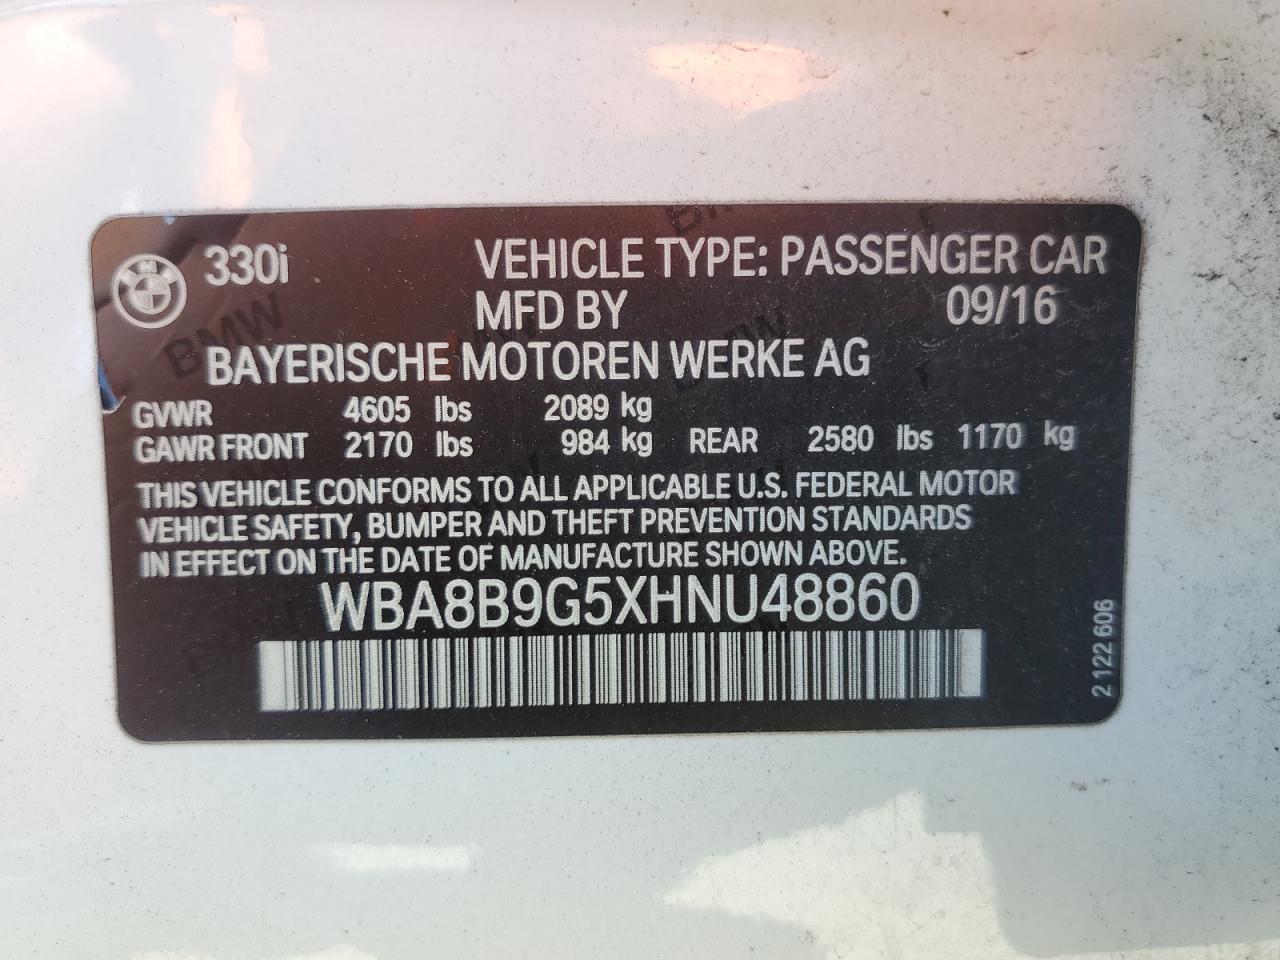 330i VEHICLE TYPE: PASSENGER CAR
MFD BY 09/16
BAYERISCHE MOTOREN WERKE AG
GVWR 4605 lbs 2089 kg
GAWR FRONT 2170 lbs 984 kg REAR 2580 lbs 1170 kg
THIS VEHICLE CONFORMS TO ALL APPLICABLE U.S. FEDERAL MOTOR
VEHICLE SAFETY, BUMPER AND THEFT PREVENTION STANDARDS
IN EFFECT ON THE DATE OF MANUFACTURE SHOWN ABOVE.
WBA8B9G5XHNU48860
2 122 606
BMW